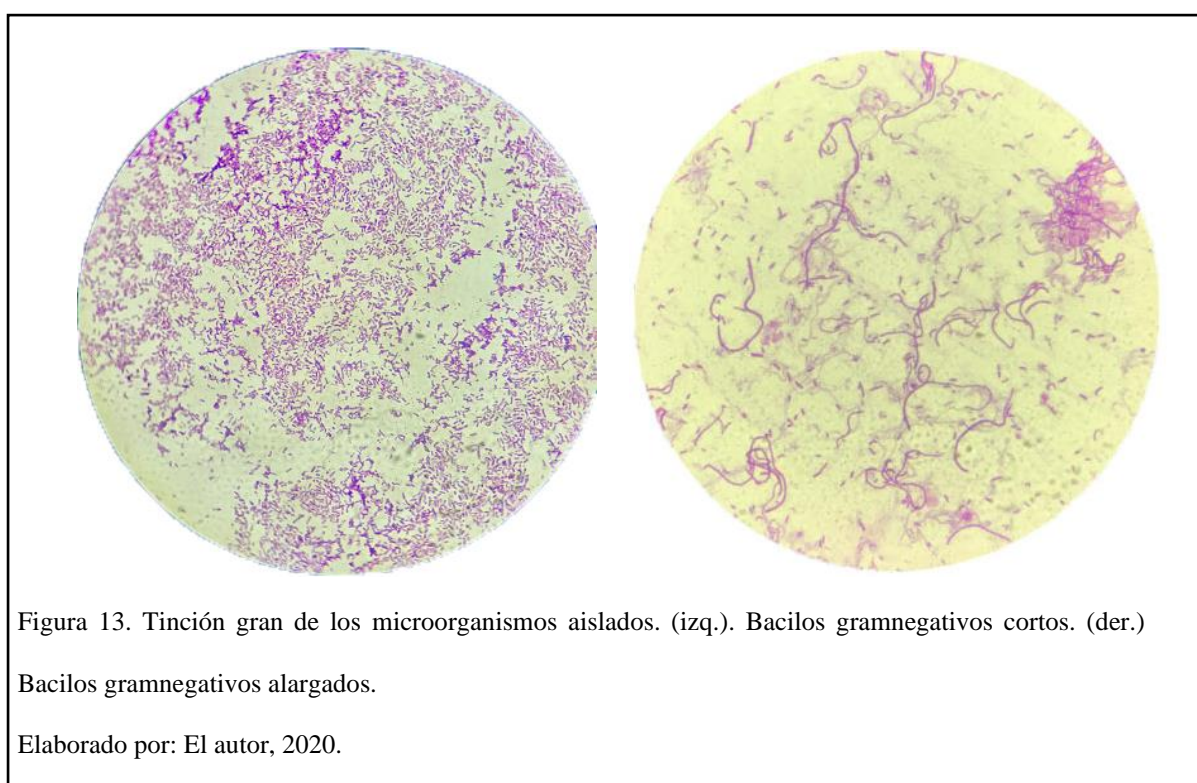 Figura 13. Tinción gran de los microorganismos aislados. (izq.). Bacilos gramnegativos cortos. (der.)
Bacilos gramnegativos alargados.
Elaborado por: El autor, 2020.